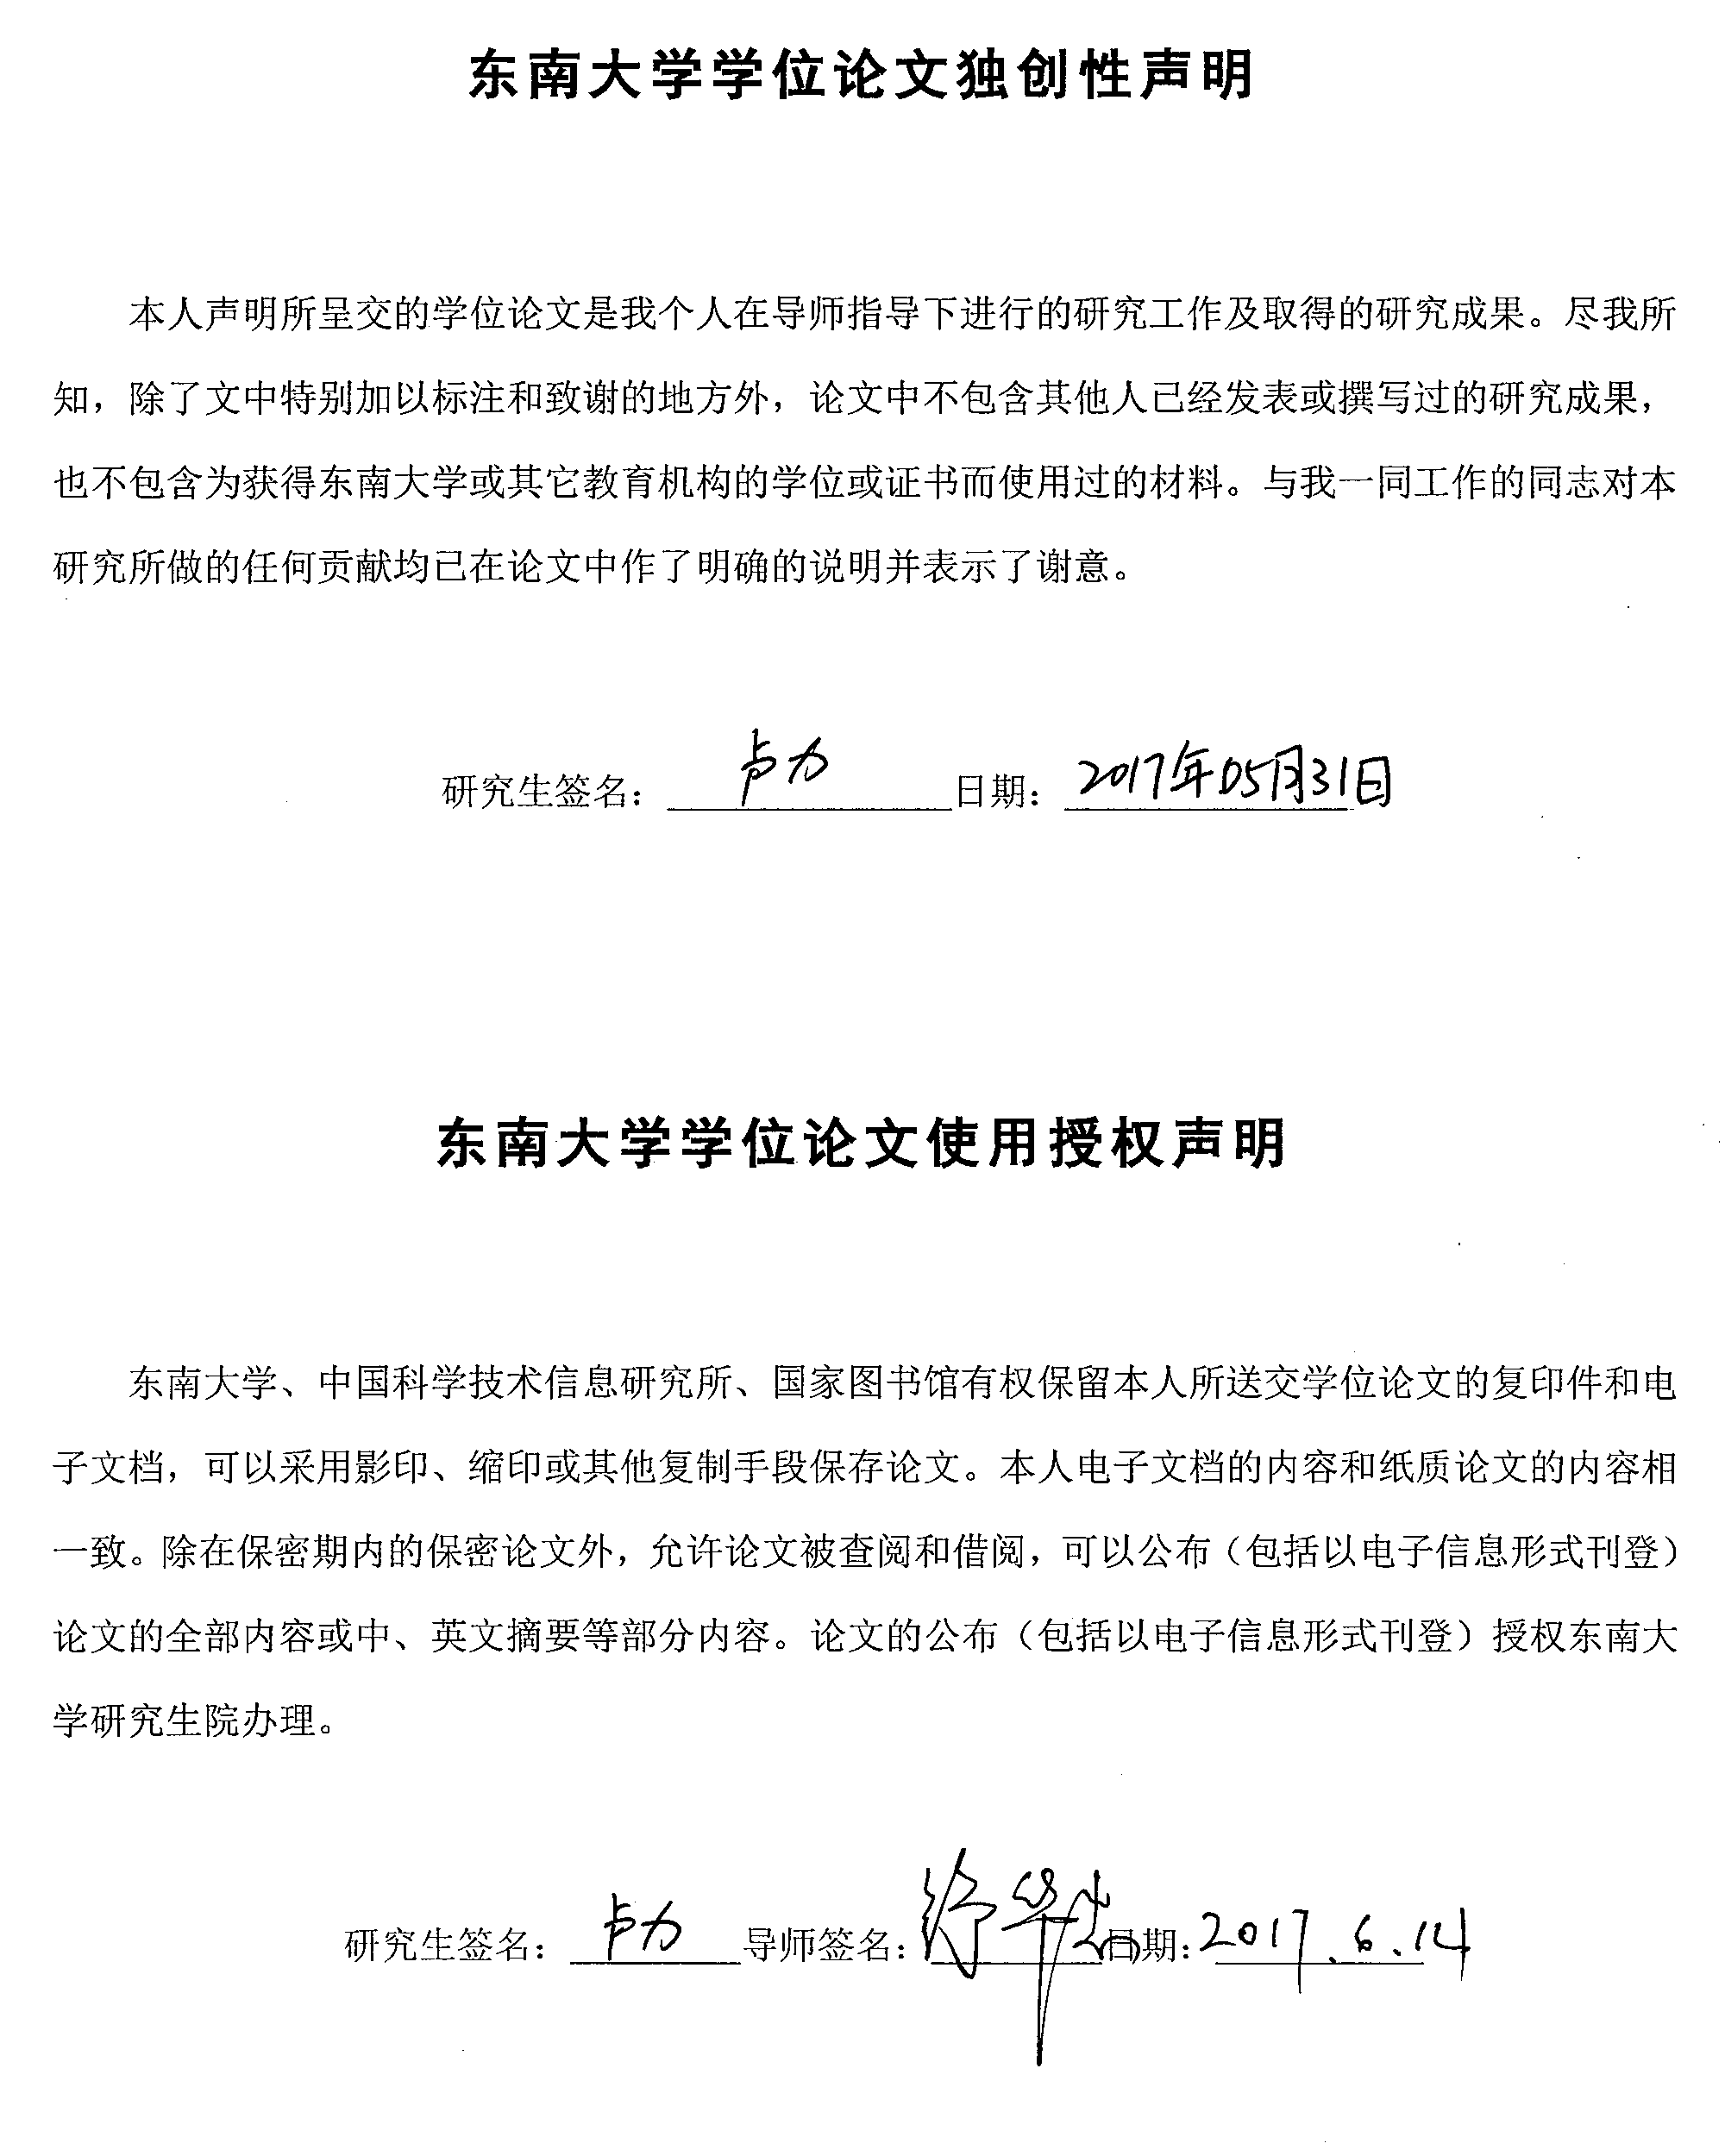 东南大学学位论文独创性声明
本人声明所呈交的学位论文是我个人在导师指导下进行的研究工作及取得的研究成果。尽我所
知，除了文中特别加以标注和致谢的地方外，论文中不包含其他人已经发表或撰写过的研究成果，
也不包含为获得东南大学或其它教育机构的学位或证书而使用过的材料。与我一同工作的同志对本
研究所做的任何贡献均已在论文中作了明确的说明并表示了谢意。
研究生签名：卢力 日期：2017年05月31日
东南大学学位论文使用授权声明
东南大学、中国科学技术信息研究所、国家图书馆有权保留本人所送交学位论文的复印件和电
子文档，可以采用影印、缩印或其他复制手段保存论文。本人电子文档的内容和纸质论文的内容相
一致。除在保密期内的保密论文外，允许论文被查阅和借阅，可以公布（包括以电子信息形式刊登）
论文的全部内容或中、英文摘要等部分内容。论文的公布（包括以电子信息形式刊登）授权东南大
学研究生院办理。
研究生签名：卢力 导师签名： 日期：2017.6.14